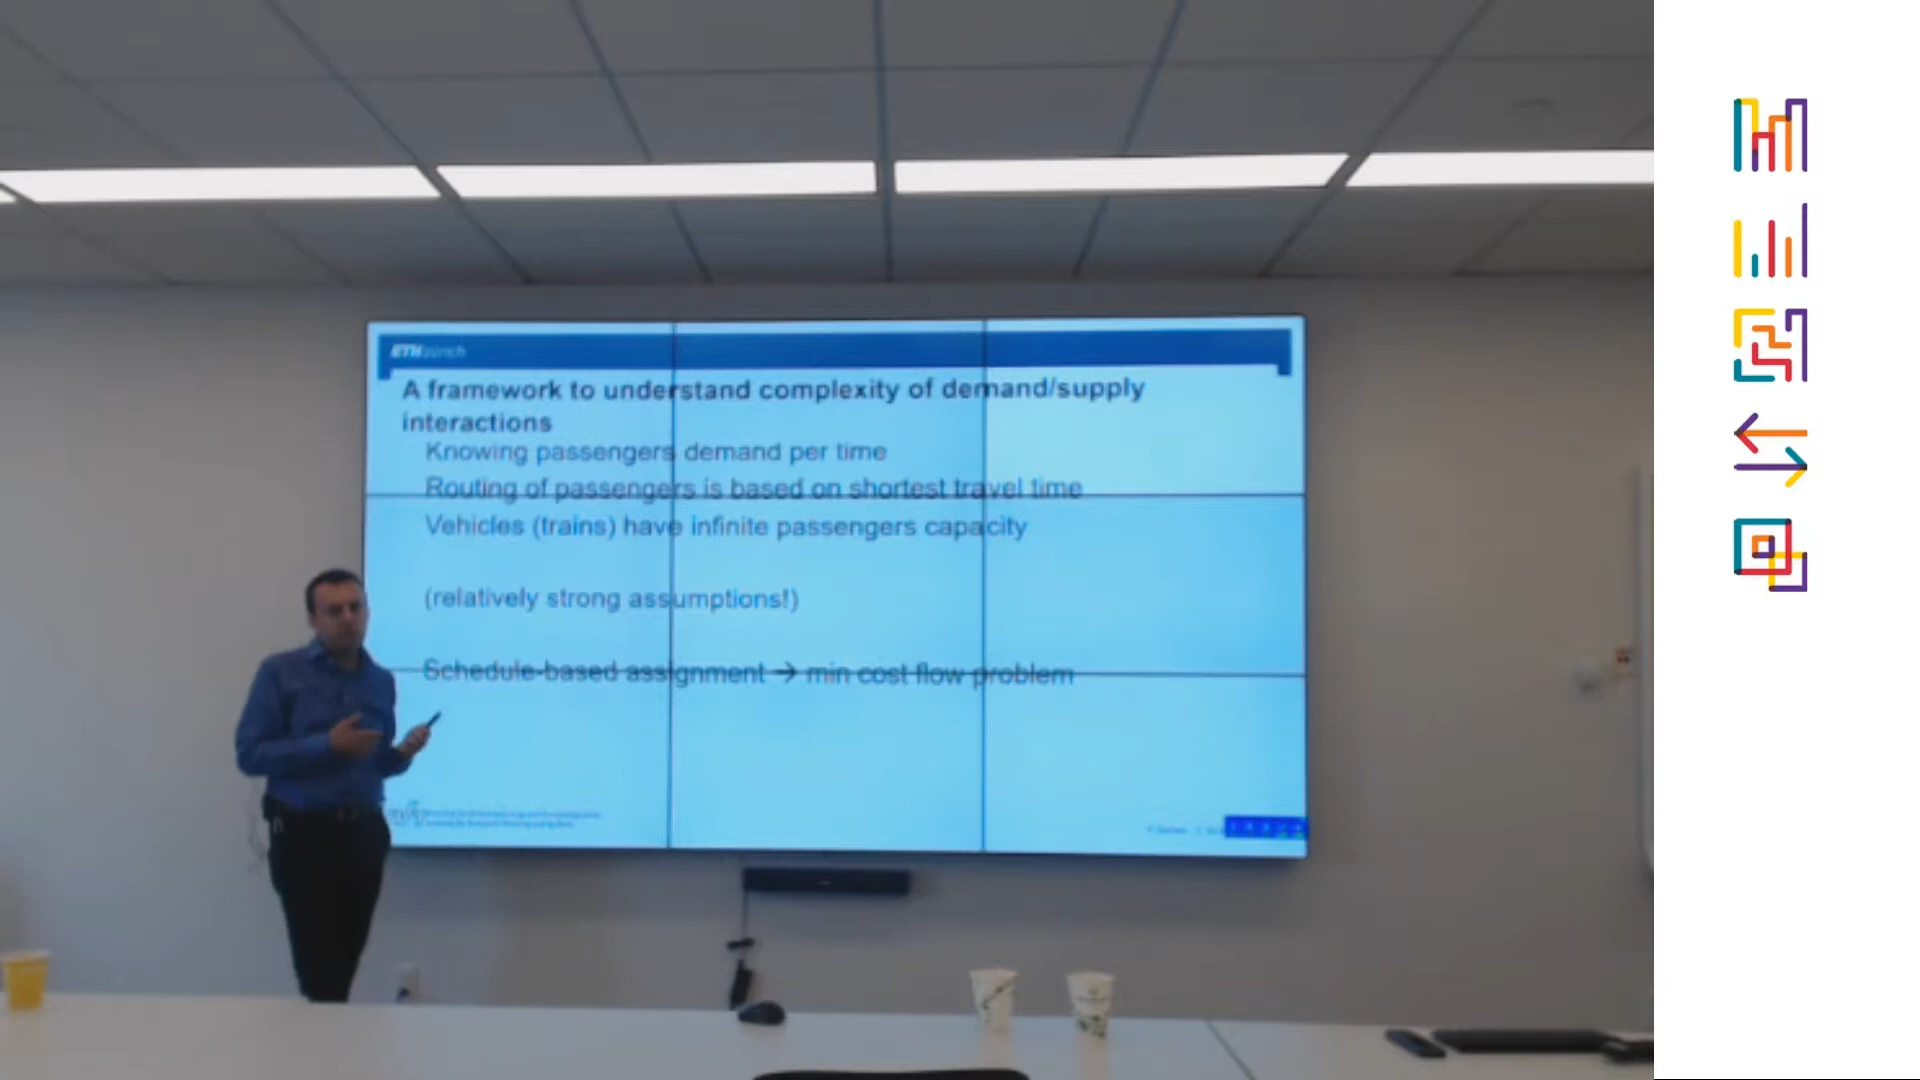 ETH zürich
A framework to understand complexity of demand/supply
interactions
Knowing passengers demand per time
Routing of passengers is based on shortest travel time
Vehicles (trains) have infinite passengers capacity
(relatively strong assumptions!)
Schedule-based assignment → min cost flow problem